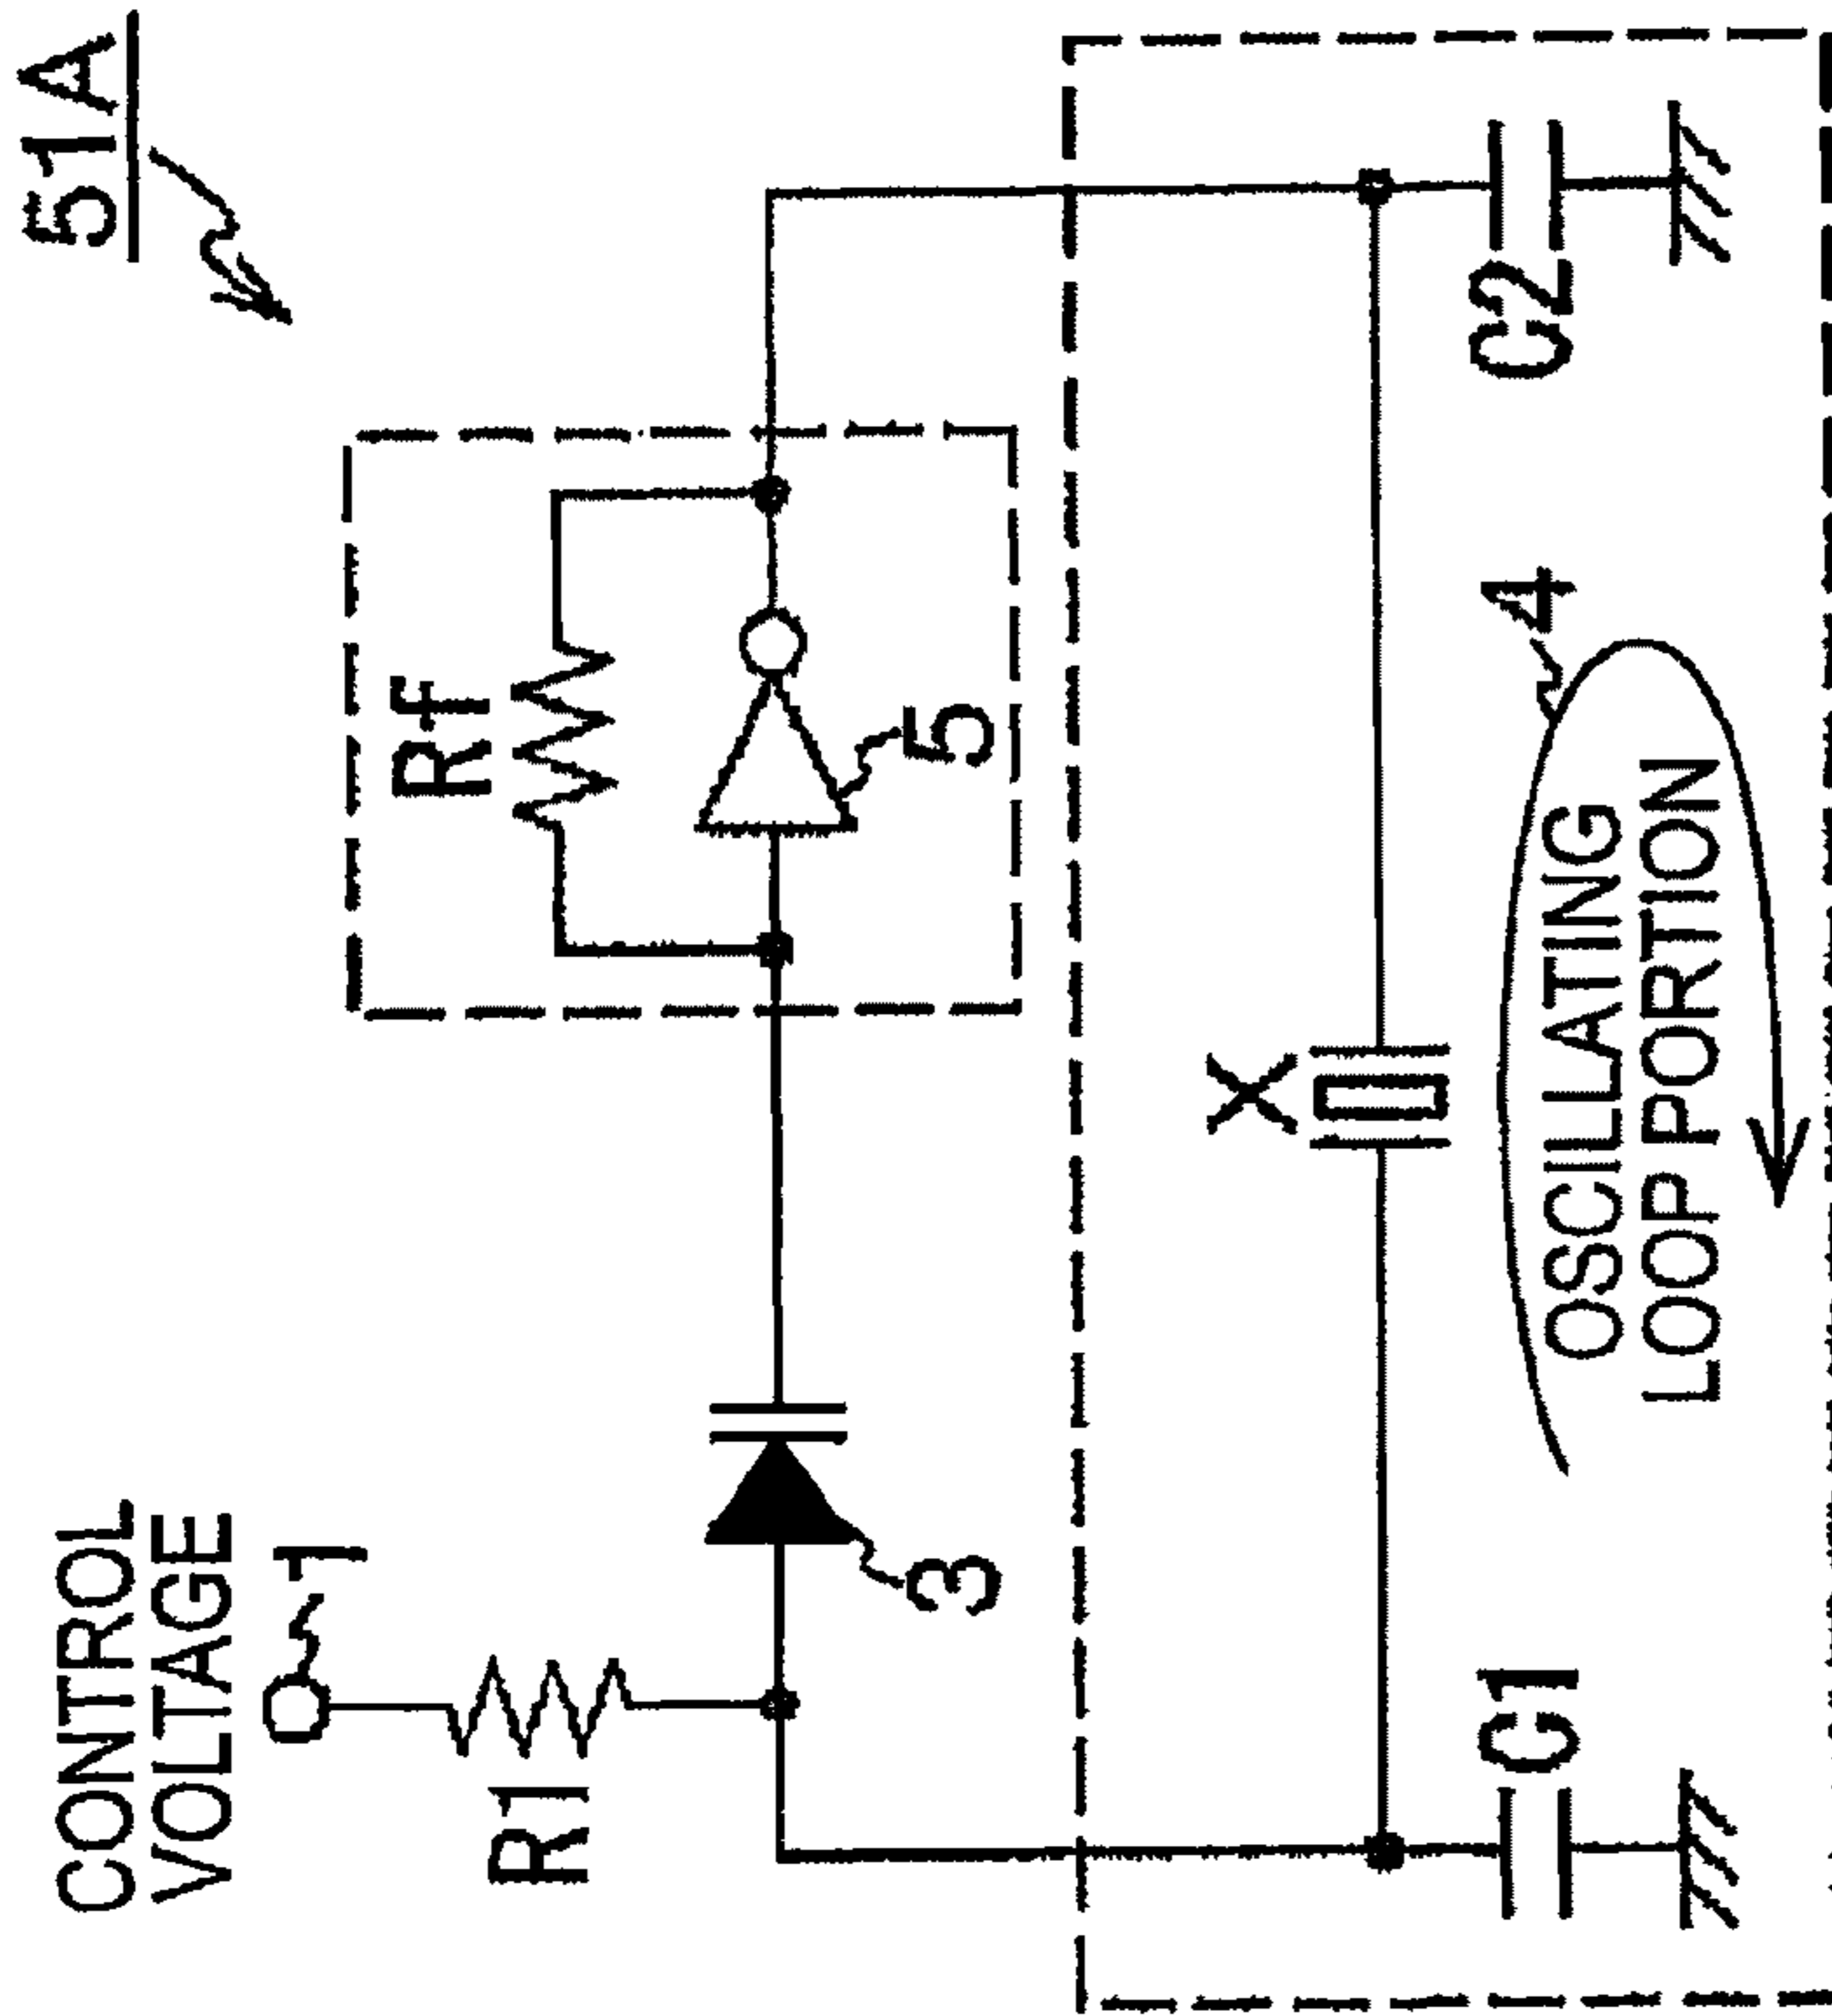 51A
CONTROL
VOLTAGE
1
R1
Rf
5
3
X
4
OSCILLATING
LOOP PORTION
C1
C2